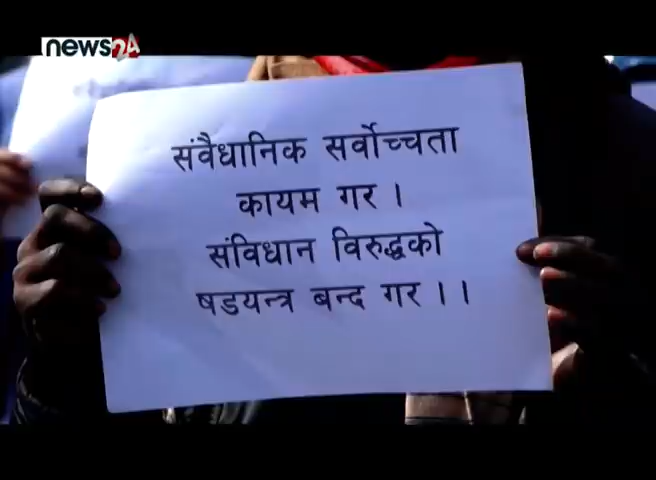 news24
संवैधानिक सर्वोच्चता
कायम गर ।
संविधान विरुद्धको
षडयन्त्र बन्द गर ।।